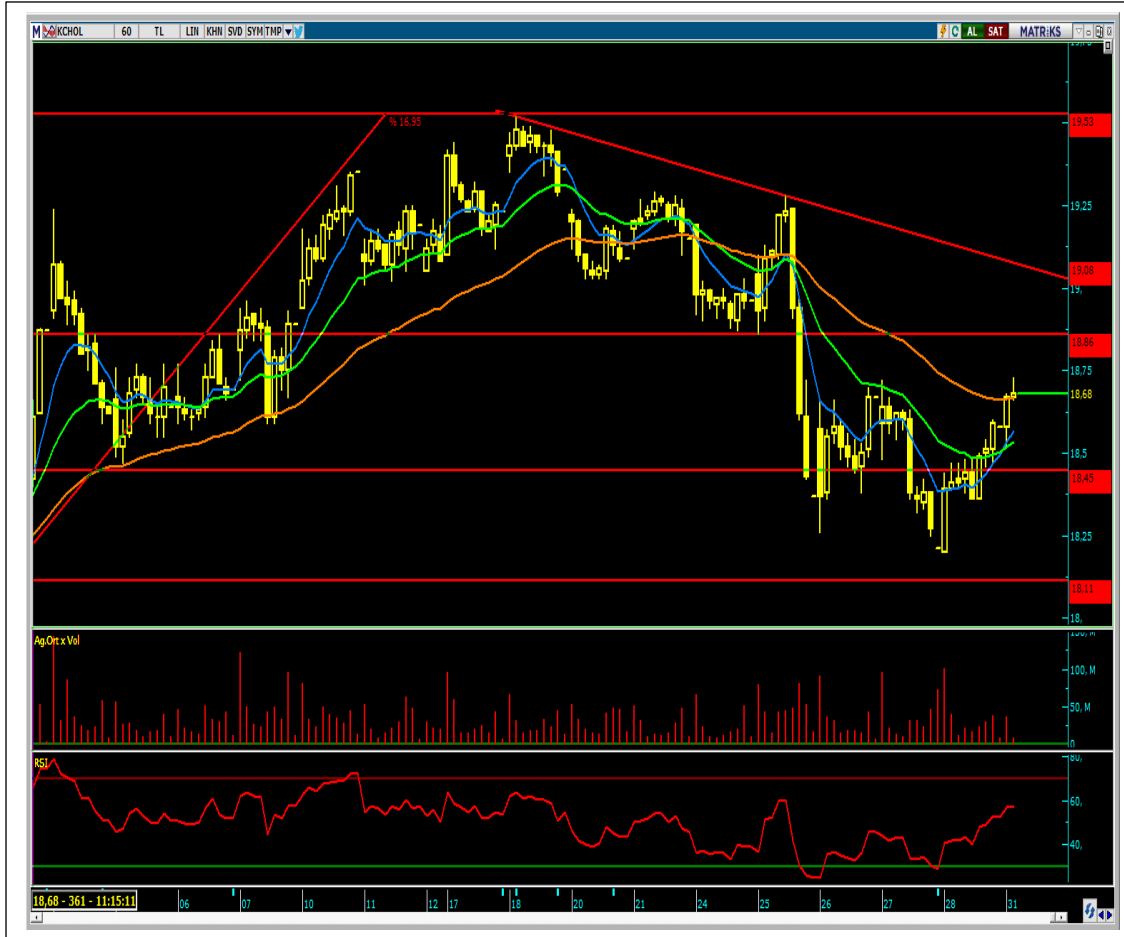 M KCHOL 60 TL LIN KHN SVD SYM TMP C AL SAT MATRİKS
% 16,95
19,53
19,25
19,08
19,
18,86
18,75
18,68
18,5
18,45
18,25
18,11
18,
Ag.Ort x Vol
150, M
100, M
50, M
0
RSI
80,
60,
40,
18,68 - 361 - 11:15:11
06 07 10 11 12 17 18 20 21 24 25 26 27 28 31